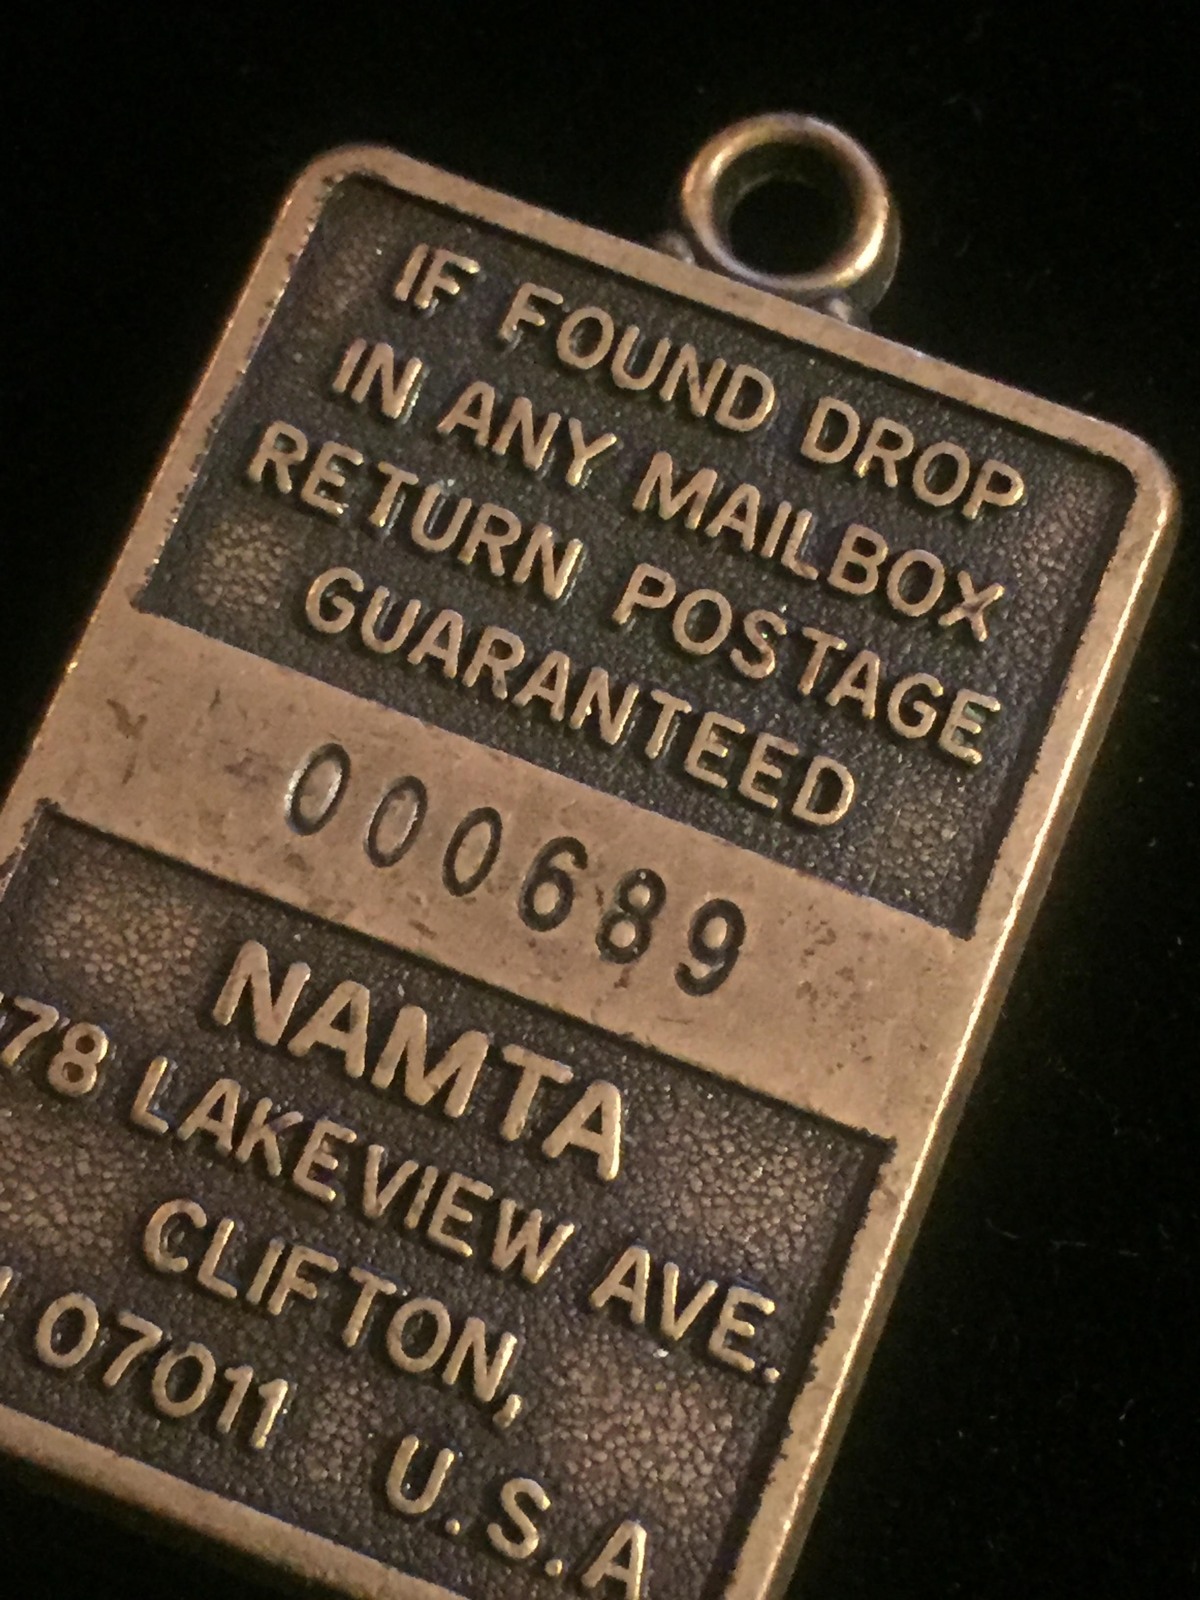 IF FOUND DROP
IN ANY MAILBOX
RETURN POSTAGE
GUARANTEED
000689
NAMTA
78 LAKEVIEW AVE.
CLIFTON,
07011 U.S.A